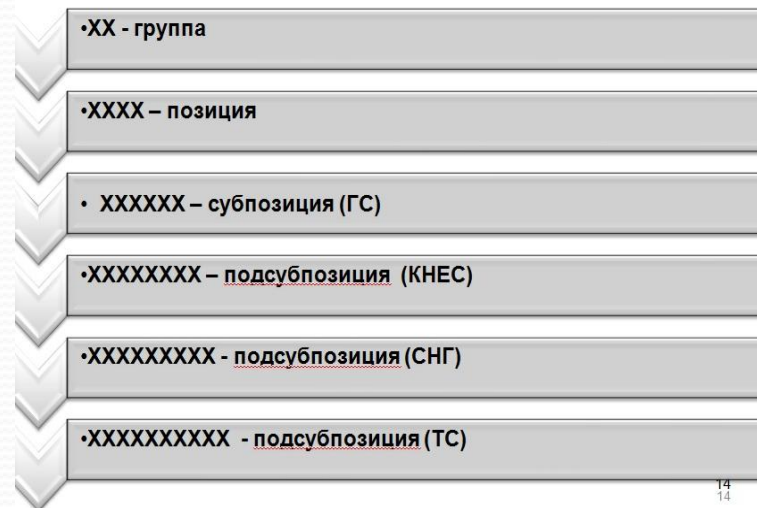 •ХХ - группа
•ХХХХ – позиция
• ХХХХХХ – субпозиция (ГС)
•ХХХХХХХХ – подсубпозиция (КНЕС)
•ХХХХХХХХХ - подсубпозиция (СНГ)
•ХХХХХХХХХХ - подсубпозиция (ТС)
14
14